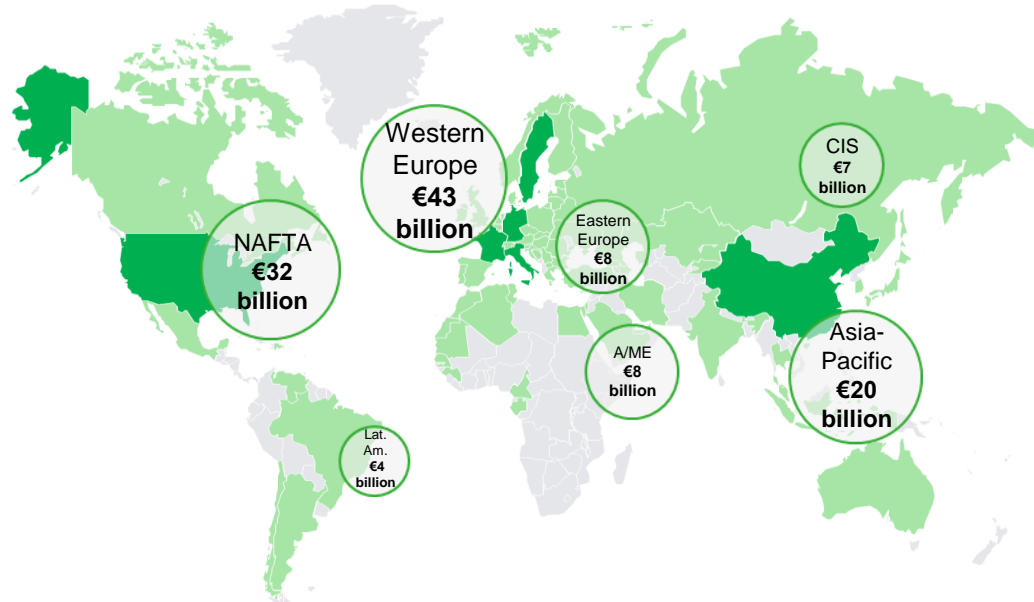 Western
Europe
€43
billion
CIS
€7
billion
NAFTA
€32
billion
Eastern
Europe
€8
billion
A/ME
€8
billion
Asia-
Pacific
€20
billion
Lat.
Am.
€4
billion